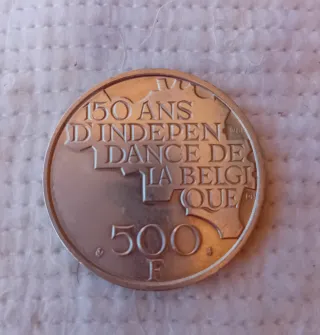 150 ANS
D'INDEPEN
DANCE DE
LA BELGI
QUE
500
F